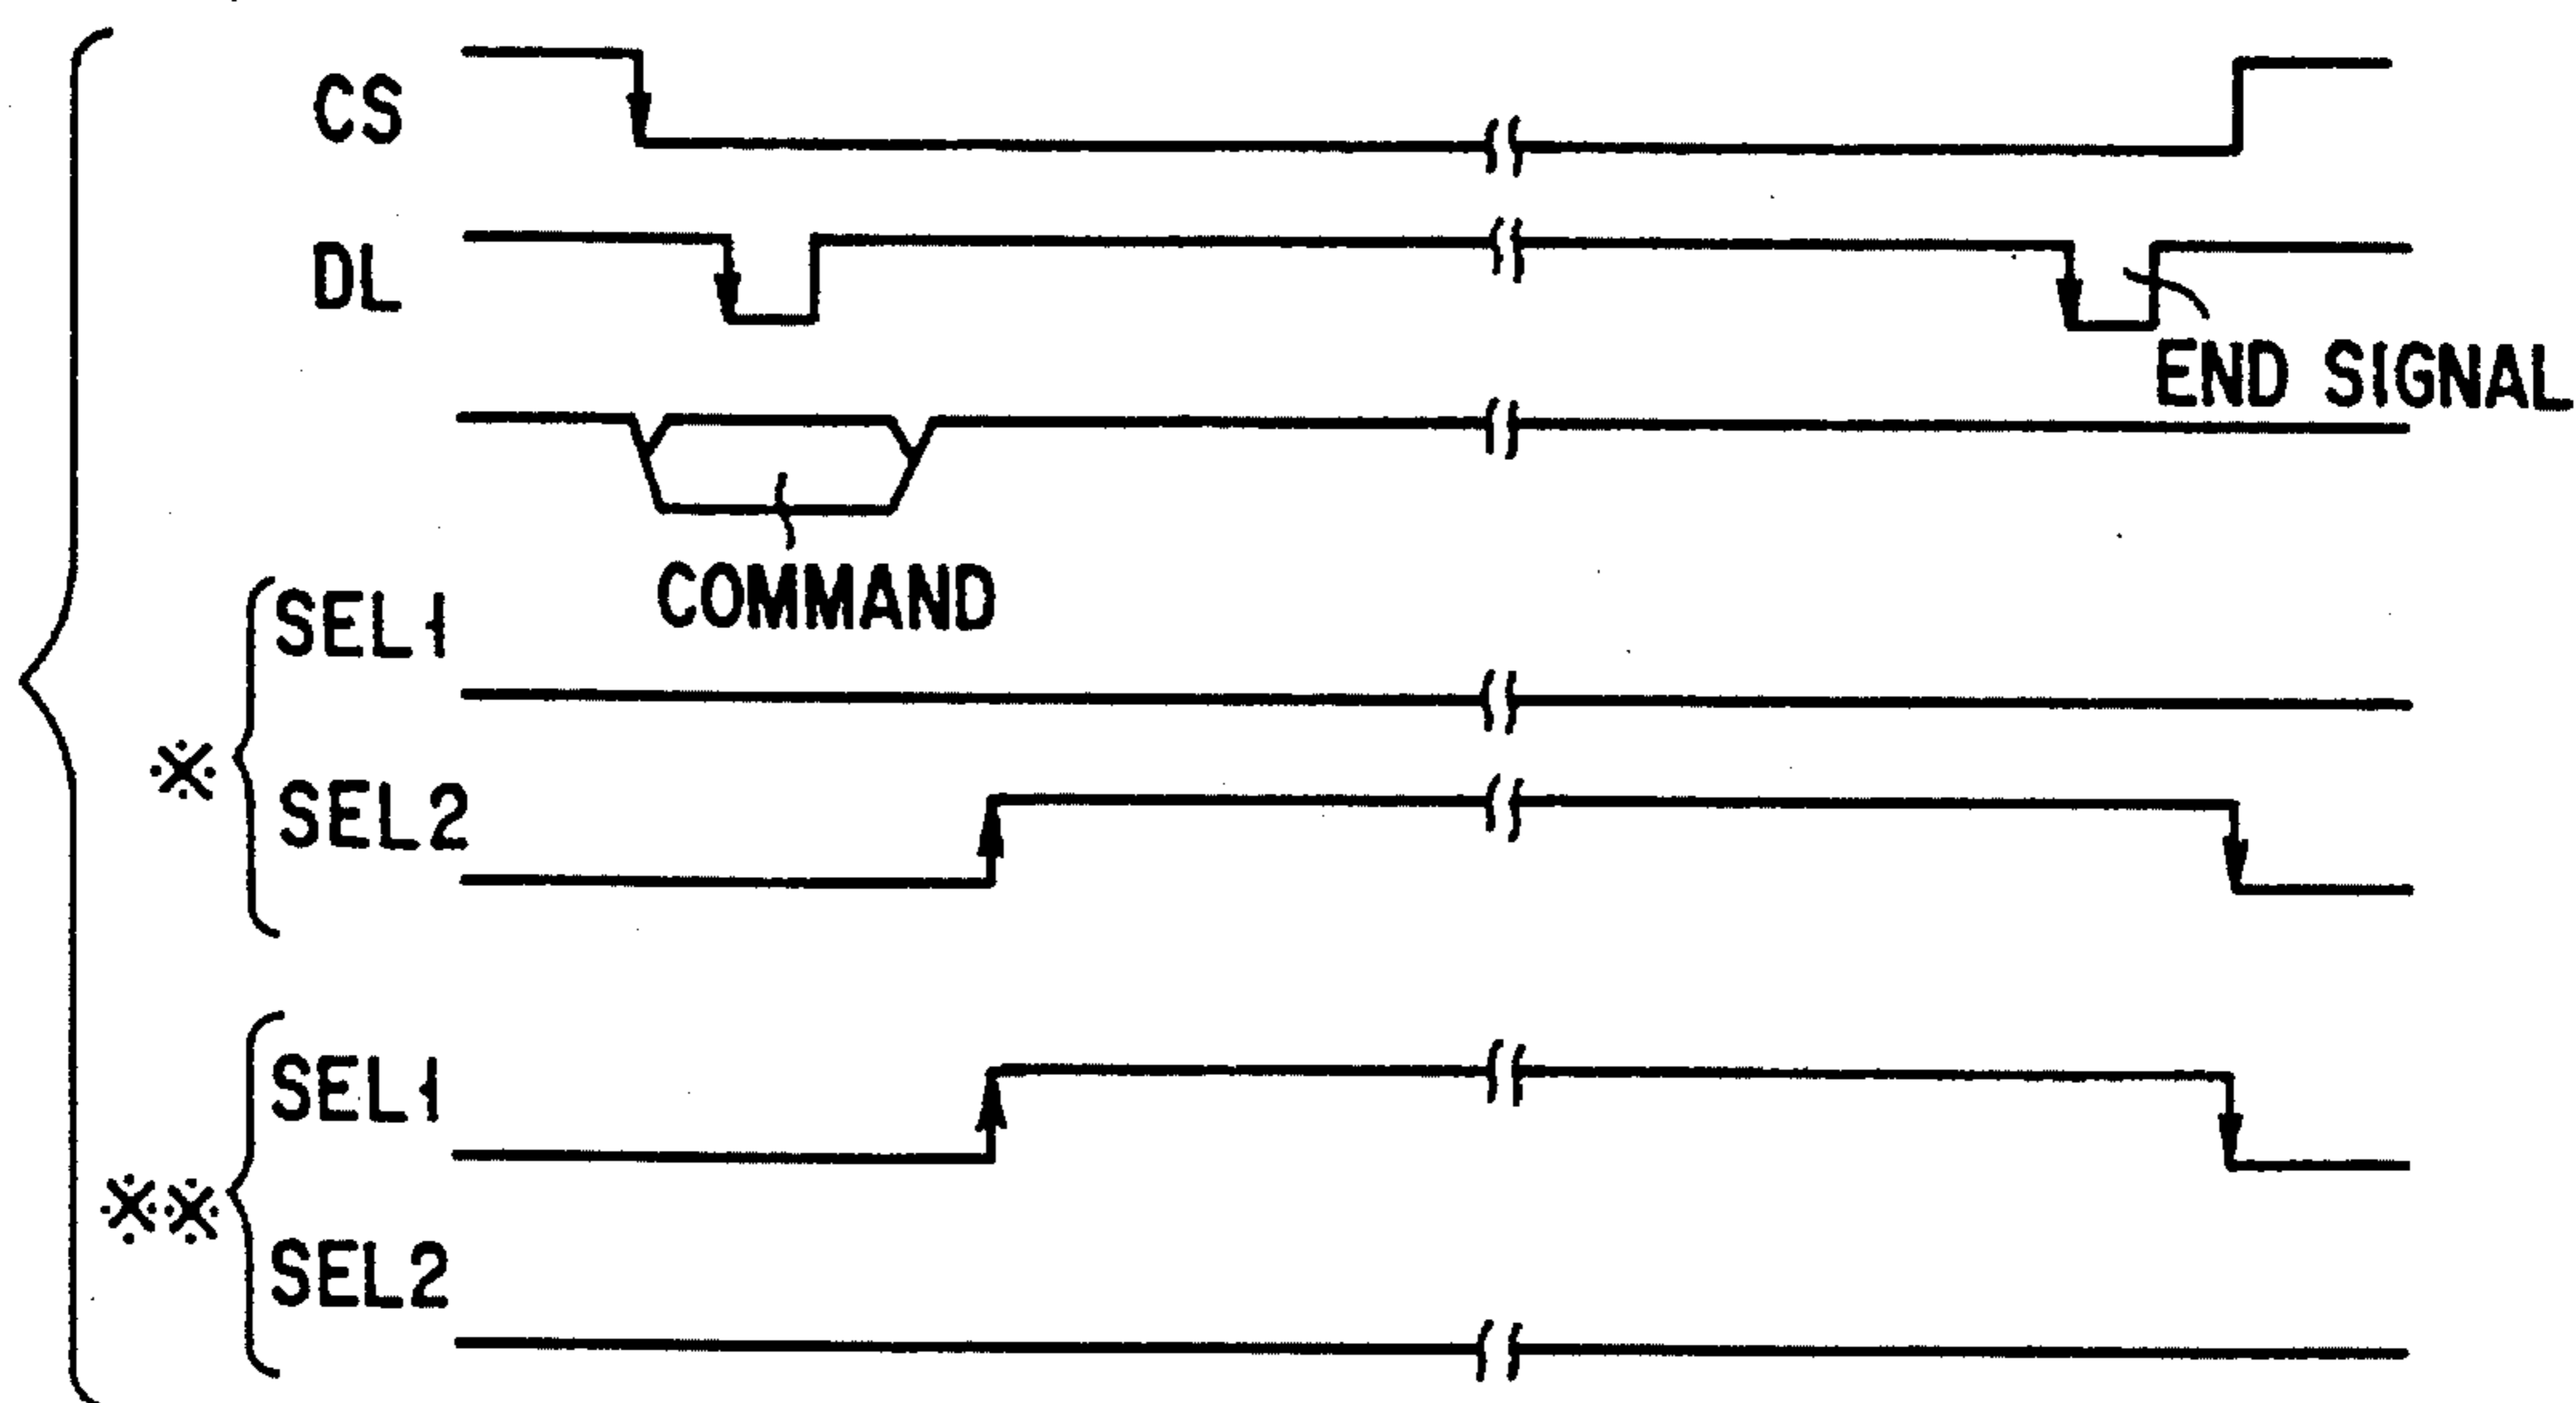 CS
DL
END SIGNAL
COMMAND
SEL1
※
SEL2
SEL1
※※
SEL2